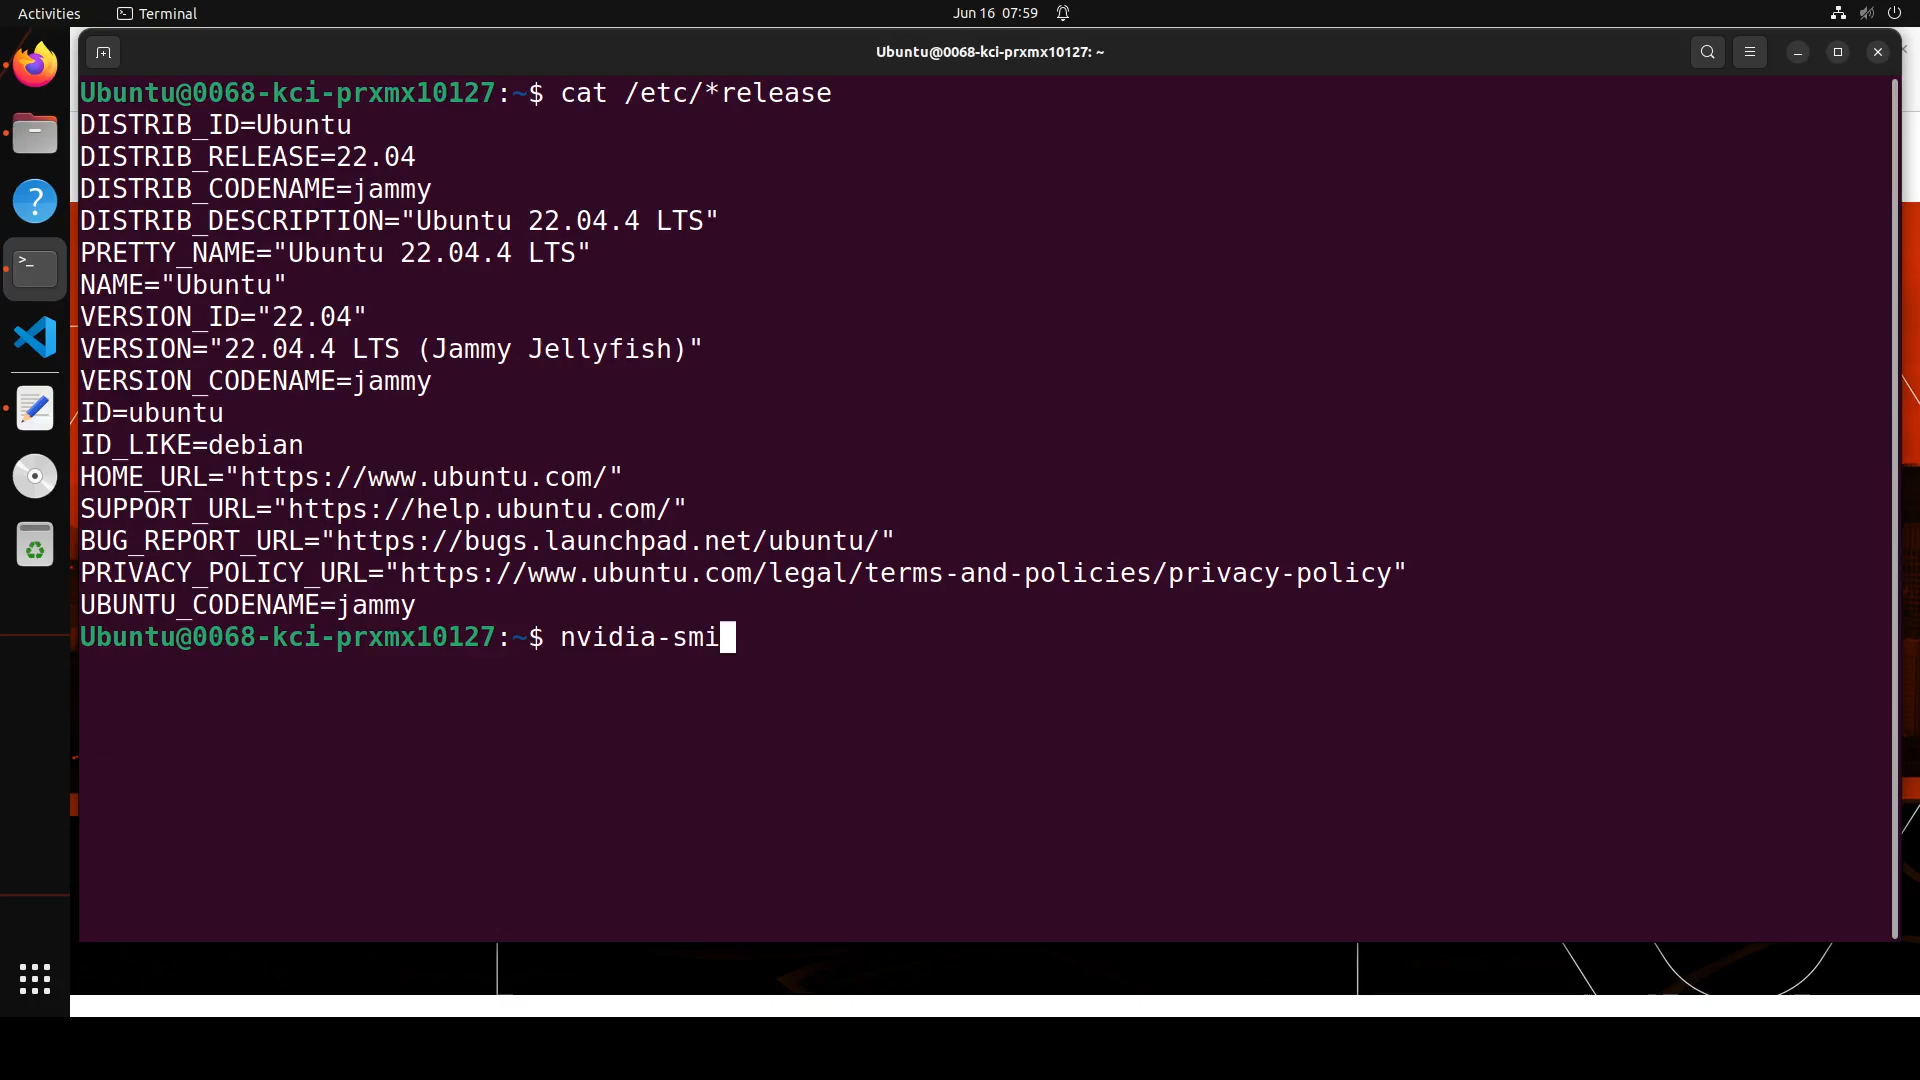 Activities
Terminal
Jun 16 07:59
Ubuntu@0068-kci-prxmx10127: ~
Ubuntu@0068-kci-prxmx10127:~$ cat /etc/*release
DISTRIB_ID=Ubuntu
DISTRIB_RELEASE=22.04
DISTRIB_CODENAME=jammy
DISTRIB_DESCRIPTION="Ubuntu 22.04.4 LTS"
PRETTY_NAME="Ubuntu 22.04.4 LTS"
NAME="Ubuntu"
VERSION_ID="22.04"
VERSION="22.04.4 LTS (Jammy Jellyfish)"
VERSION_CODENAME=jammy
ID=ubuntu
ID_LIKE=debian
HOME_URL="https://www.ubuntu.com/"
SUPPORT_URL="https://help.ubuntu.com/"
BUG_REPORT_URL="https://bugs.launchpad.net/ubuntu/"
PRIVACY_POLICY_URL="https://www.ubuntu.com/legal/terms-and-policies/privacy-policy"
UBUNTU_CODENAME=jammy
Ubuntu@0068-kci-prxmx10127:~$ nvidia-smi